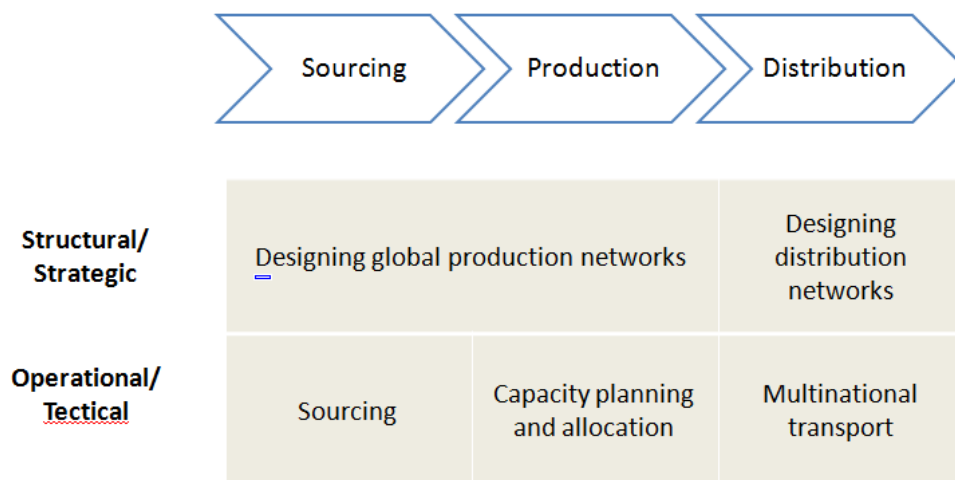 Sourcing
Production
Distribution
Structural/
Strategic
Designing global production networks
Designing
distribution
networks
Operational/
Tectical
Sourcing
Capacity planning
and allocation
Multinational
transport